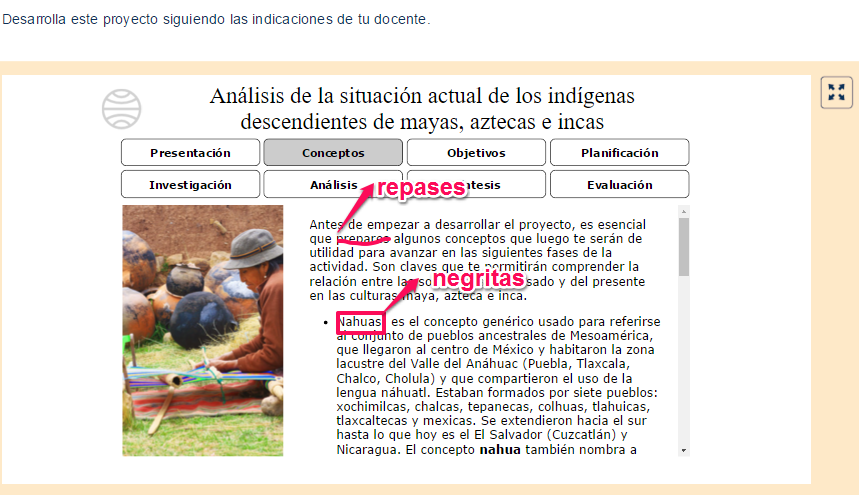 Desarrolla este proyecto siguiendo las indicaciones de tu docente.
Análisis de la situación actual de los indígenas
descendientes de mayas, aztecas e incas
Presentación
Conceptos
Objetivos
Planificación
Investigación
Análisis
ntesis
Evaluación
repases
Antes de empezar a desarrollar el proyecto, es esencial
que prepares algunos conceptos que luego te serán de
utilidad para avanzar en las siguientes fases de la
actividad. Son claves que te permitirán comprender la
negritas
relación entre las sado y del presente
en las culturas maya, azteca e inca.
• Nahuas: es el concepto genérico usado para referirse
al conjunto de pueblos ancestrales de Mesoamérica,
que llegaron al centro de México y habitaron la zona
lacustre del Valle del Anáhuac (Puebla, Tlaxcala,
Chalco, Cholula) y que compartieron el uso de la
lengua náhuatl. Estaban formados por siete pueblos:
xochimilcas, chalcas, tepanecas, colhuas, tlahuicas,
tlaxcaltecas y mexicas. Se extendieron hacia el sur
hasta lo que hoy es el El Salvador (Cuzcatlán) y
Nicaragua. El concepto nahua también nombra a